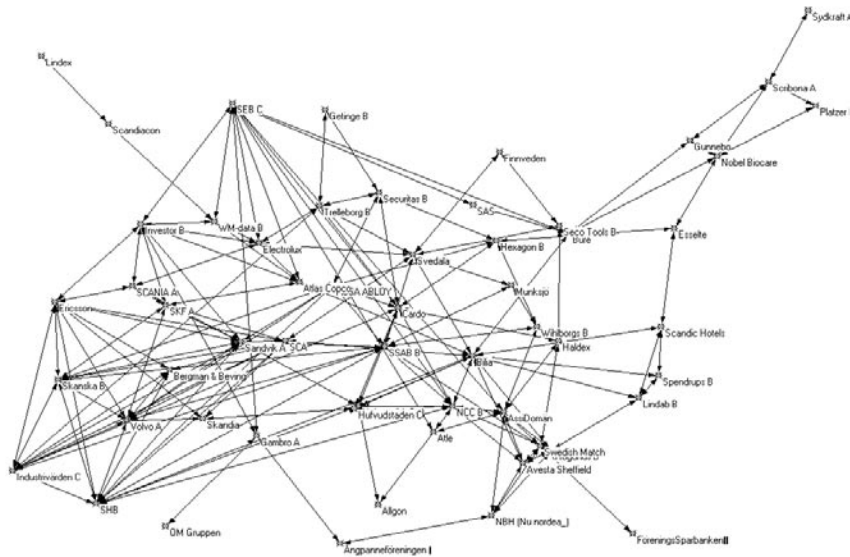 Sydkraft A
Lindex
Scribona A
Platzer
SEB C
Getinge B
Scandiacon
Gunnebo
Finnveden
Nobel Biocare
Securitas B
SAS
Trelleborg B
WM-data B
Investor B
Seco Tools B
Esselte
Bure
Electrolux
Hexagon B
Svedala
SCANIA A
Atlas Copco
ASSA ABLOY
Munksjö
Ericsson
SKF A
Cardo
Wihlborgs B
Scandic Hotels
Haldex
Sandvik A
SCA
SSAB B
Bilia
Bergman & Beving
Skanska B
Spendrups B
Lindab B
Volvo A
Skandia
Hufvudstaden C
NCC B
AssiDoman
Gambro A
Atle
Swedish Match
Avesta Sheffield
Industrivärden C
SHB
Allgon
NBH (Nu nordea_)
OM Gruppen
Ångpanneföreningen
FöreningsSparbanken